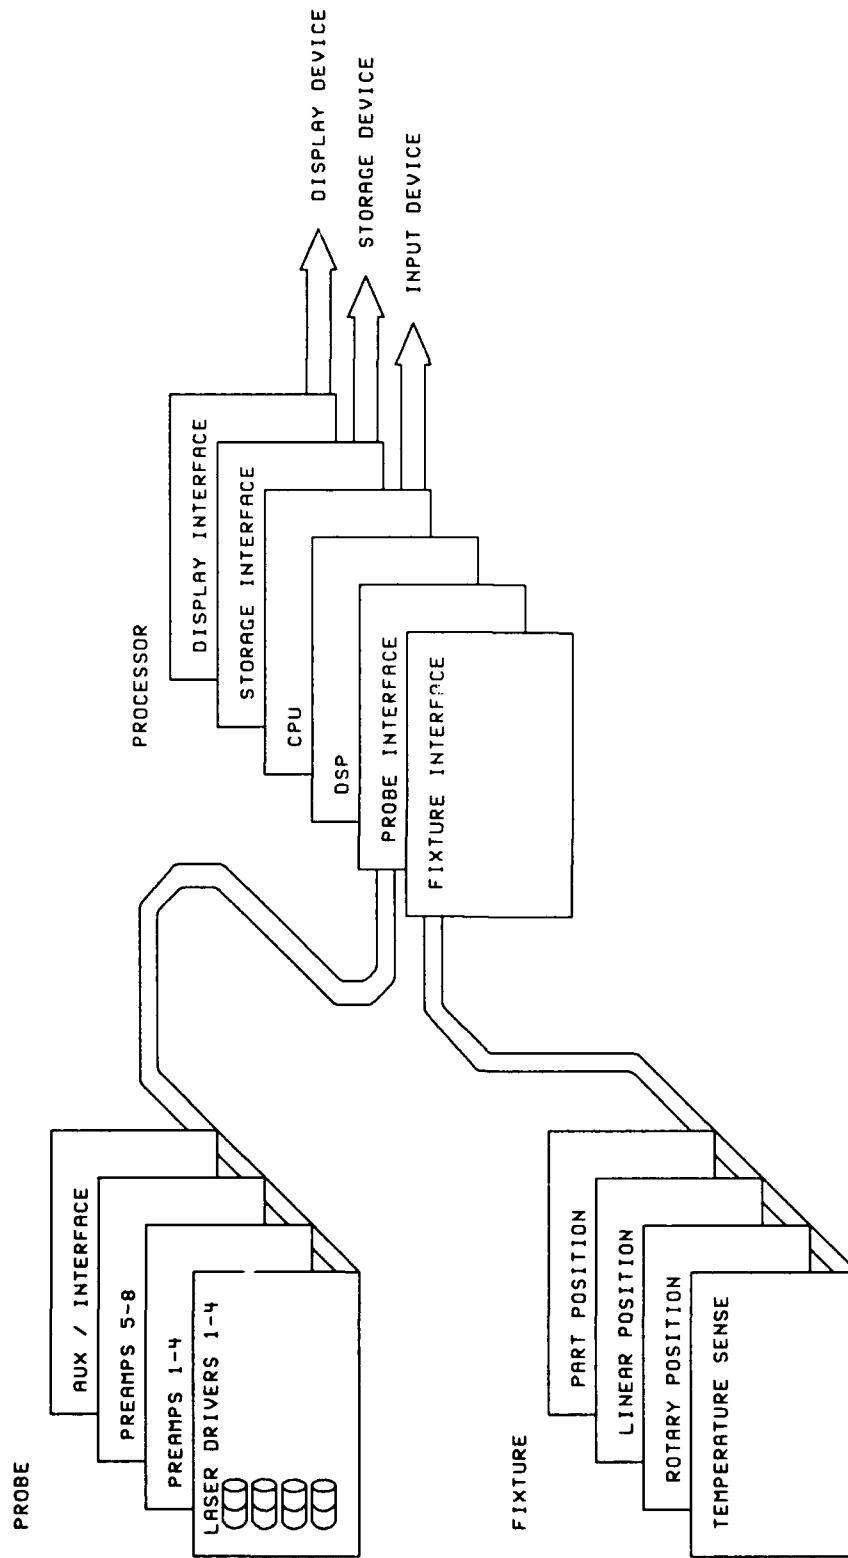 PROBE
AUX / INTERFACE
PREAMPS 5-8
PREAMPS 1-4
LASER DRIVERS 1-4
PROCESSOR
DISPLAY INTERFACE
STORAGE INTERFACE
CPU
DSP
PROBE INTERFACE
FIXTURE INTERFACE
DISPLAY DEVICE
STORAGE DEVICE
INPUT DEVICE
FIXTURE
PART POSITION
LINEAR POSITION
ROTARY POSITION
TEMPERATURE SENSE